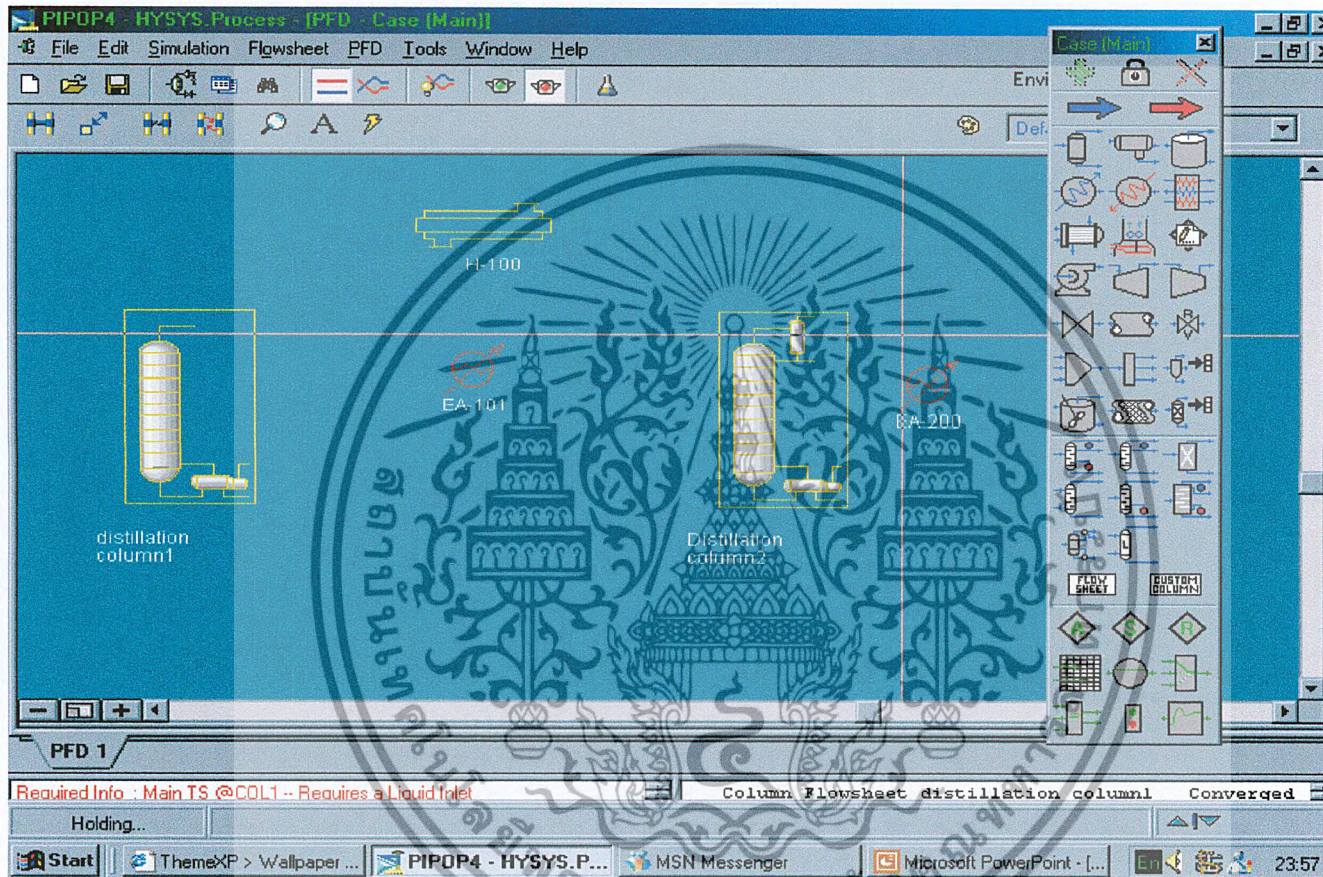 PIPOP4 - HYSYS.Process - [PFD - Case (Main)]
File Edit Simulation Flowsheet PFD Tools Window Help
Case (Main)
Envi
Defa
H-100
EA-101
EA-200
distillation
column1
Distillation
column2
FLOW
SHEET
CUSTOM
COLUMN
A S R
PFD 1
Required Info : Main TS @COL1 -- Requires a Liquid Inlet
Column Flowsheet distillation column1 Converged
Holding...
Start ThemeXP > Wallpaper ... PIPOP4 - HYSYS.P... MSN Messenger Microsoft PowerPoint - [... En 23:57